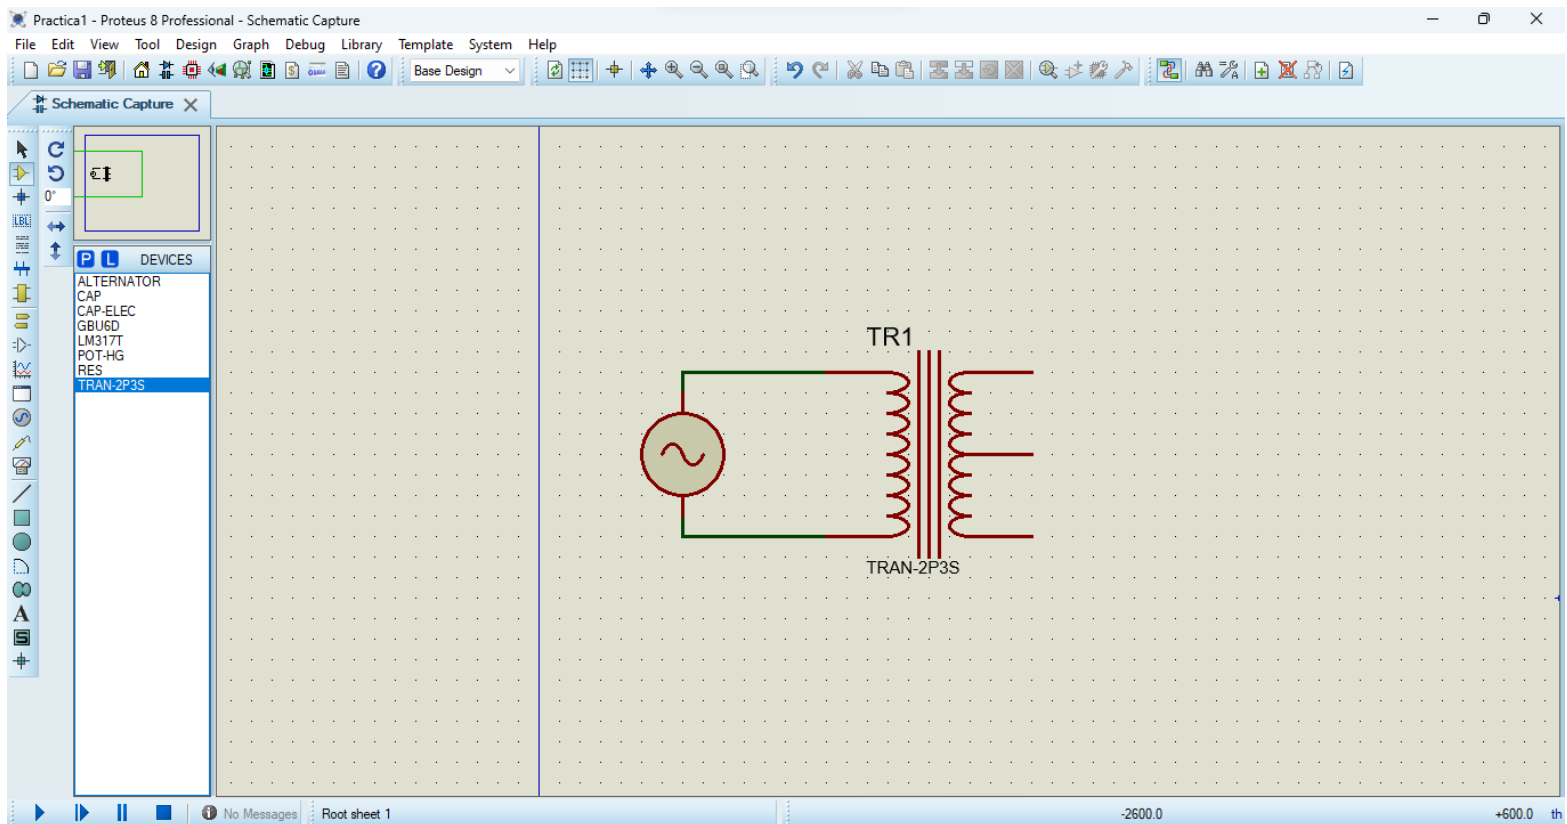 Practica1 - Proteus 8 Professional - Schematic Capture
File Edit View Tool Design Graph Debug Library Template System Help
Base Design
Schematic Capture
0°
LBL
P L DEVICES
ALTERNATOR
CAP
CAP-ELEC
GBU6D
LM317T
POT-HG
RES
TRAN-2P3S
A
S
TR1
TRAN-2P3S
No Messages
Root sheet 1
-2600.0
+600.0
th